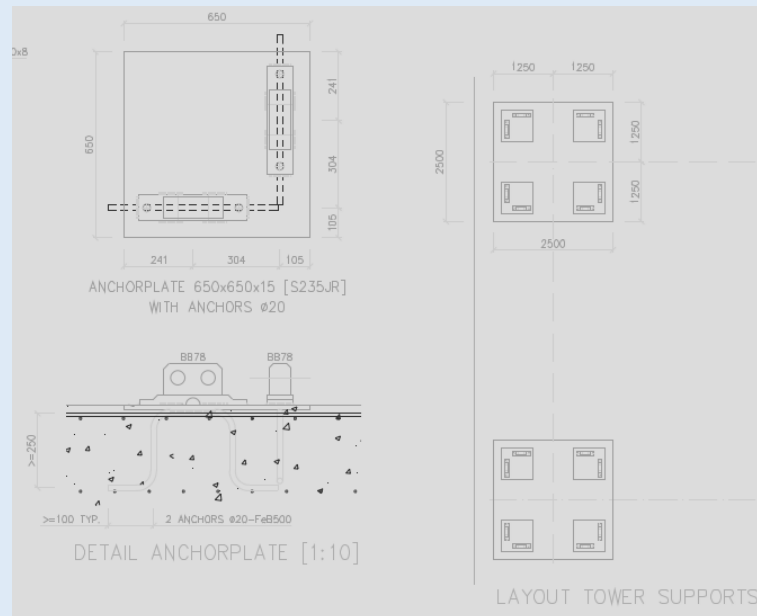 650
0x8
650
241
304
105
241
304
105
ANCHORPLATE 650x650x15 [S235JR]
WITH ANCHORS ø20
BB78
BB78
>=250
>=100 TYP.
2 ANCHORS ø20-FeB500
DETAIL ANCHORPLATE [1:10]
1250
1250
2500
1250
1250
2500
LAYOUT TOWER SUPPORTS